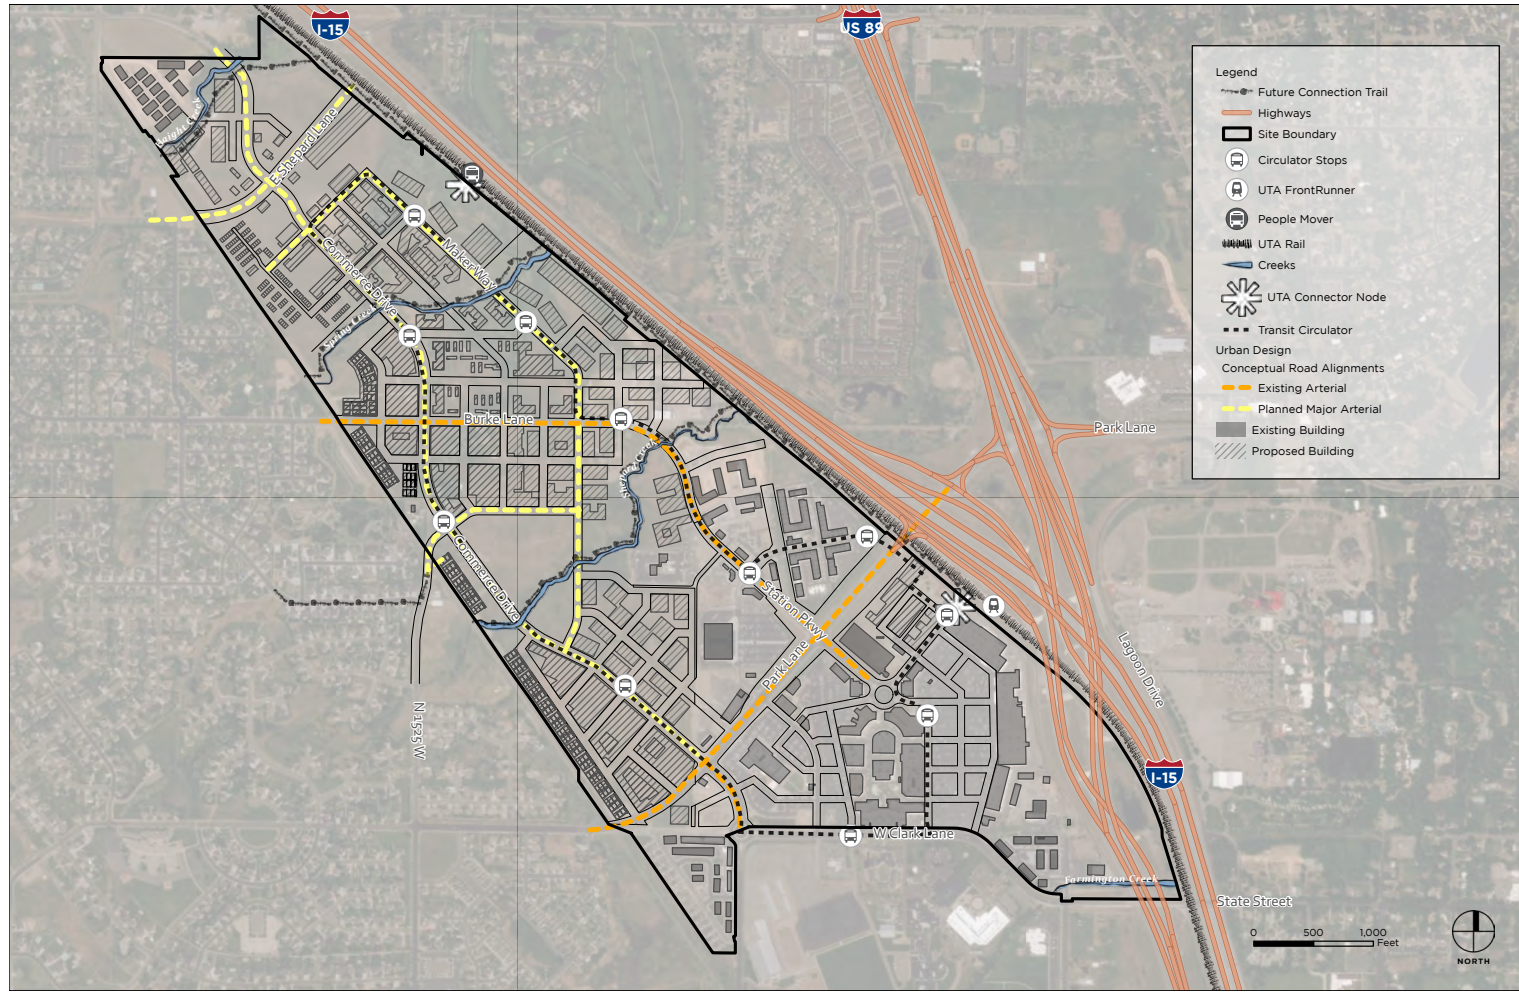 I-15
US 89
Legend
Future Connection Trail
Highways
Site Boundary
Circulator Stops
UTA FrontRunner
People Mover
UTA Rail
Creeks
UTA Connector Node
Transit Circulator
Urban Design
Conceptual Road Alignments
Existing Arterial
Planned Major Arterial
Existing Building
Proposed Building
E Shepard Lane
Commerce Drive
Maker Way
Burke Lane
Park Lane
Commerce Drive
Station Pkwy
Park Lane
Lagoon Drive
N 1525 W
I-15
W Clark Lane
Farmington Creek
State Street
0 500 1,000
Feet
NORTH